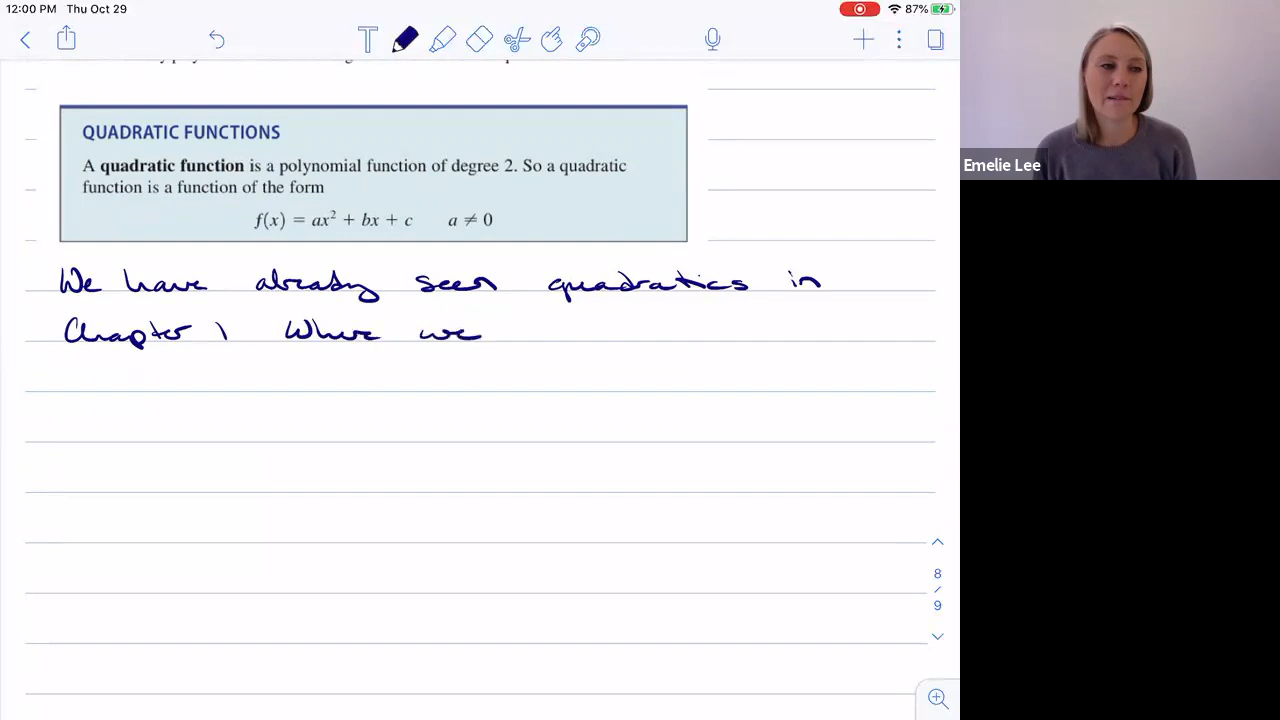 12:00 PM Thu Oct 29
87%
QUADRATIC FUNCTIONS
A quadratic function is a polynomial function of degree 2. So a quadratic
function is a function of the form
f(x) = ax² + bx + c a ≠ 0
We have already seen quadratics in
Chapter 1 Where we
8
/
9
Emelie Lee